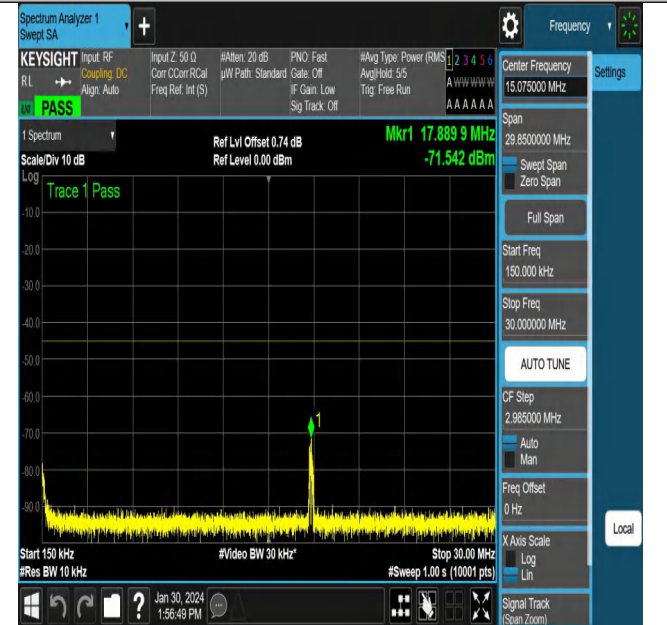 Spectrum Analyzer 1
Swept SA
+
Frequency
KEYSIGHT
RL
PASS
Input: RF
Coupling: DC
Align: Auto
Input Z: 50 Ω
Corr CCorr RCal
Freq Ref: Int (S)
#Atten: 20 dB
µW Path: Standard
PNO: Fast
Gate: Off
IF Gain: Low
Sig Track: Off
#Avg Type: Power (RMS
Avg|Hold: 5/5
Trig: Free Run
1 2 3 4 5 6
A W W W W W
A A A A A A
1 Spectrum
Scale/Div 10 dB
Ref Lvl Offset 0.74 dB
Ref Level 0.00 dBm
Mkr1 17.889 9 MHz
-71.542 dBm
Log
Trace 1 Pass
-10.0
-20.0
-30.0
-40.0
-50.0
-60.0
-70.0
-80.0
-90.0
1
Start 150 kHz
#Video BW 30 kHz*
Stop 30.00 MHz
#Res BW 10 kHz
#Sweep 1.00 s (10001 pts)
Jan 30, 2024
1:56:49 PM
Center Frequency
15.075000 MHz
Settings
Span
29.8500000 MHz
Swept Span
Zero Span
Full Span
Start Freq
150.000 kHz
Stop Freq
30.000000 MHz
AUTO TUNE
CF Step
2.985000 MHz
Auto
Man
Freq Offset
0 Hz
X Axis Scale
Log
Lin
Local
Signal Track
(Span Zoom)